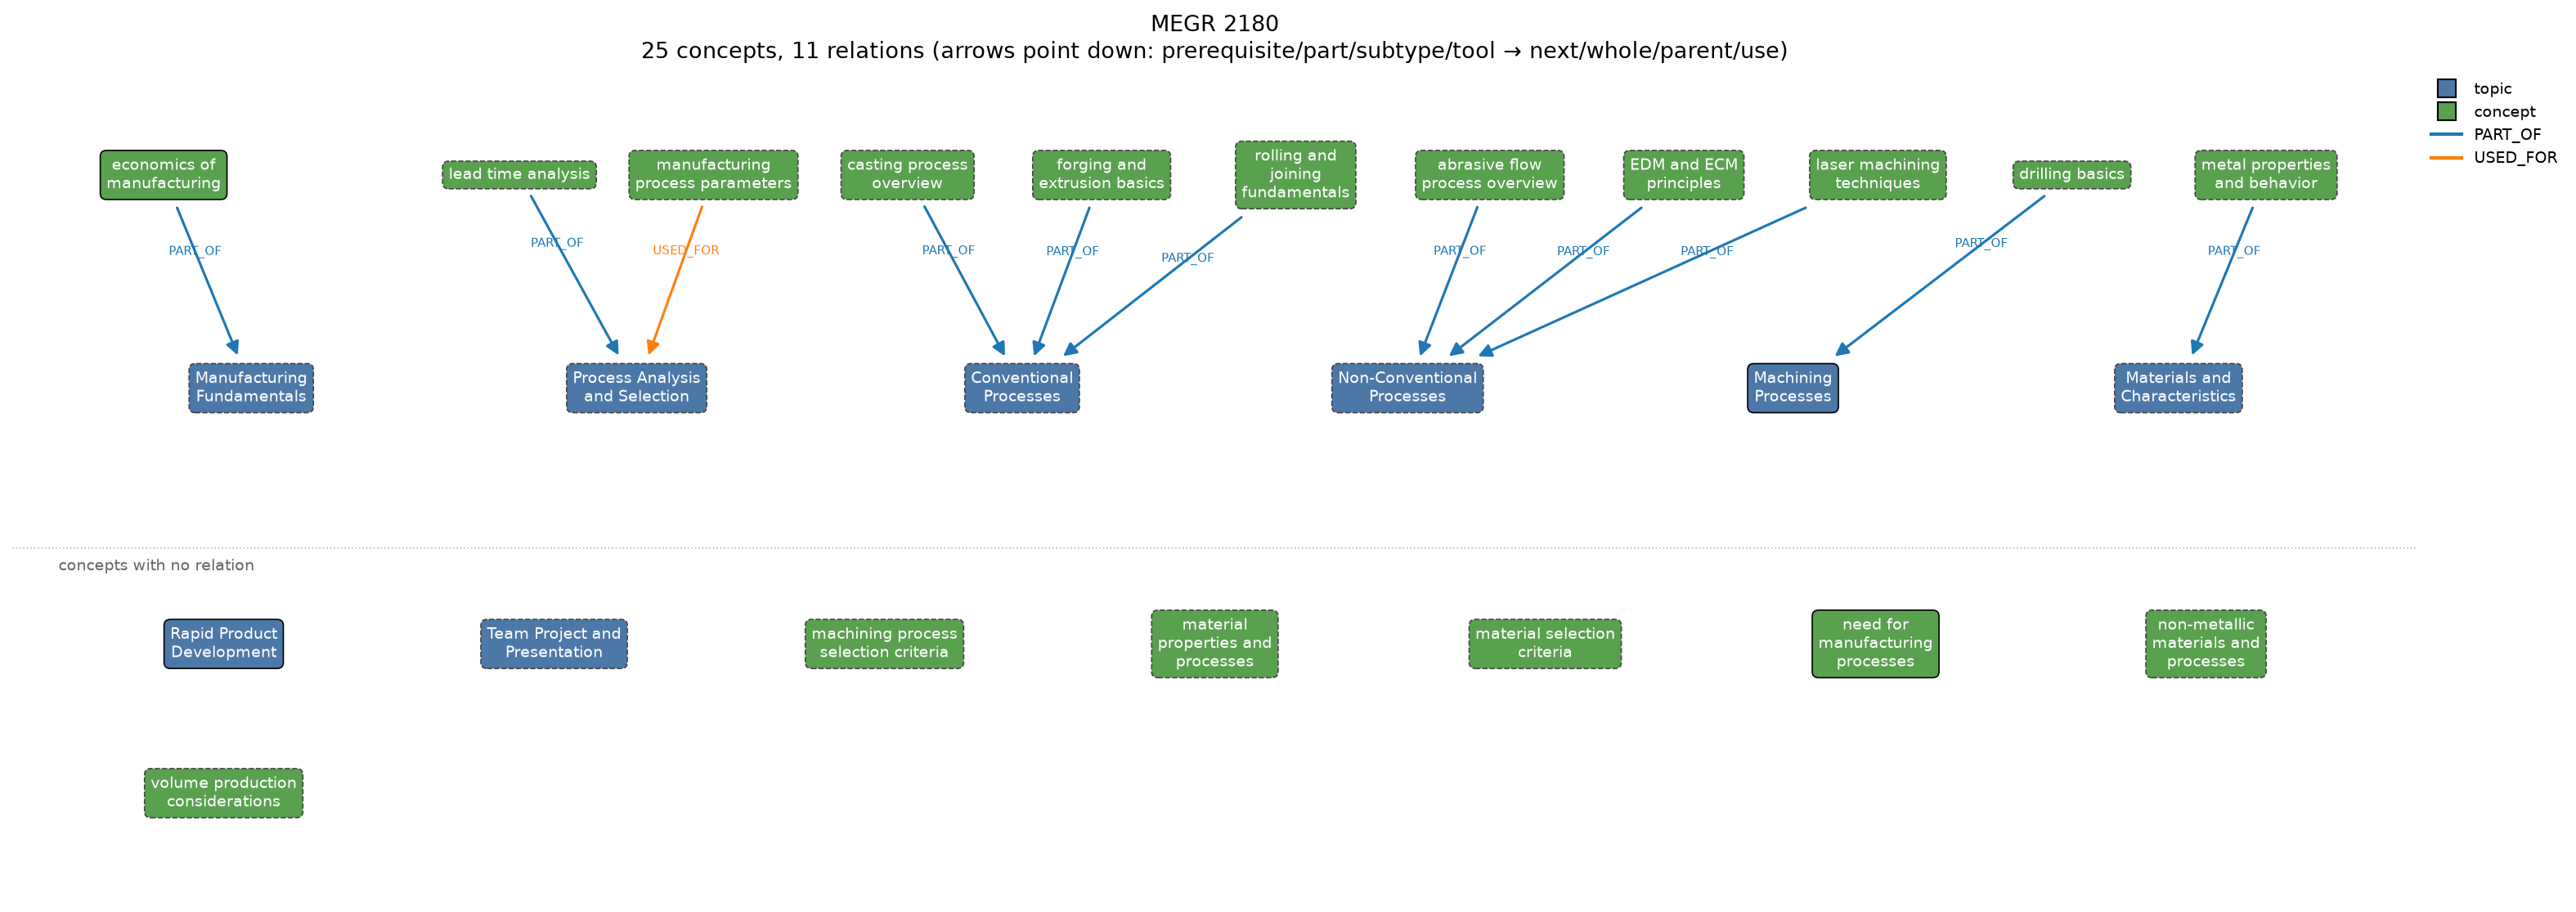 MEGR 2180
25 concepts, 11 relations (arrows point down: prerequisite/part/subtype/tool → next/whole/parent/use)
topic
concept
PART_OF
USED_FOR
economics of
manufacturing
lead time analysis
manufacturing
process parameters
casting process
overview
forging and
extrusion basics
rolling and
joining
fundamentals
abrasive flow
process overview
EDM and ECM
principles
laser machining
techniques
drilling basics
metal properties
and behavior
PART_OF
PART_OF
USED_FOR
PART_OF
PART_OF
PART_OF
PART_OF
PART_OF
PART_OF
PART_OF
PART_OF
Manufacturing
Fundamentals
Process Analysis
and Selection
Conventional
Processes
Non-Conventional
Processes
Machining
Processes
Materials and
Characteristics
concepts with no relation
Rapid Product
Development
Team Project and
Presentation
machining process
selection criteria
material
properties and
processes
material selection
criteria
need for
manufacturing
processes
non-metallic
materials and
processes
volume production
considerations